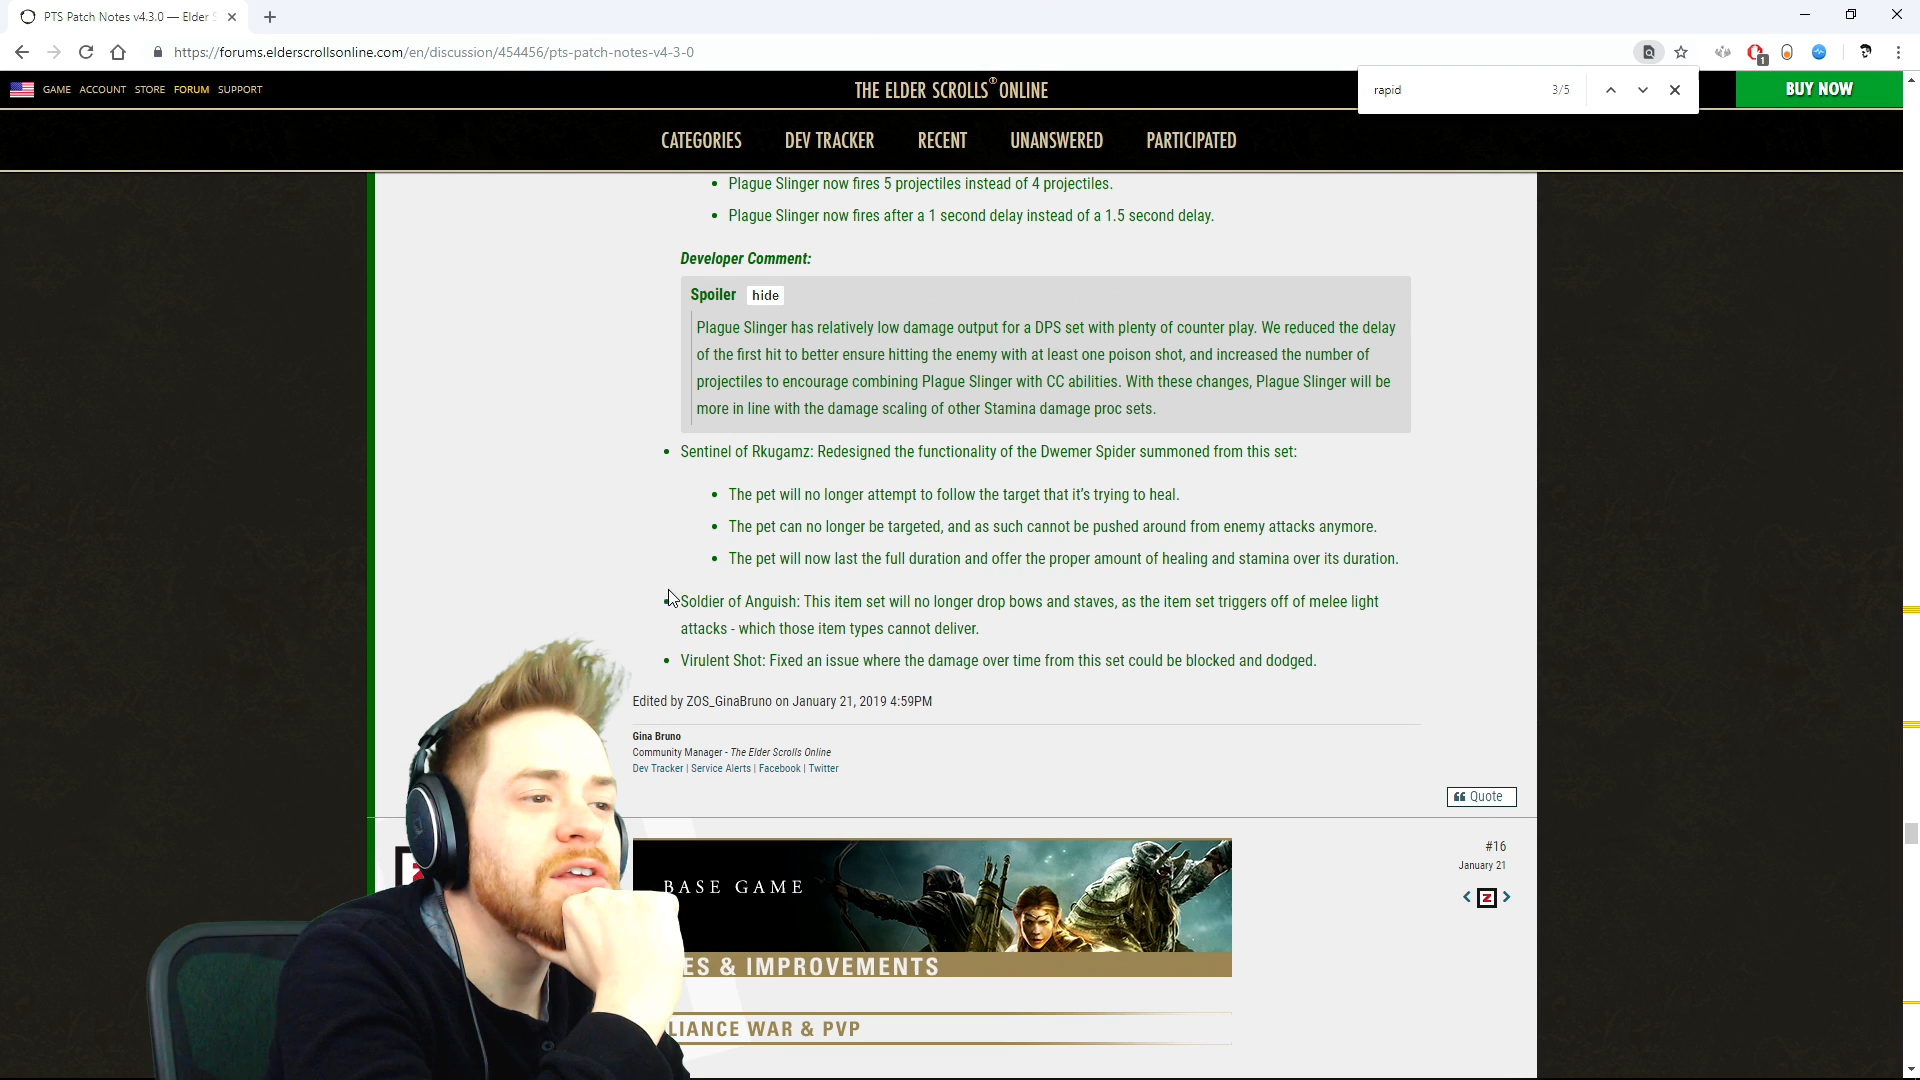 PTS Patch Notes v4.3.0 — Elder S
https://forums.elderscrollsonline.com/en/discussion/454456/pts-patch-notes-v4-3-0
1
rapid 3/5
GAME ACCOUNT STORE FORUM SUPPORT
THE ELDER SCROLLS ONLINE
BUY NOW
CATEGORIES DEV TRACKER RECENT UNANSWERED PARTICIPATED
• Plague Slinger now fires 5 projectiles instead of 4 projectiles.
• Plague Slinger now fires after a 1 second delay instead of a 1.5 second delay.
Developer Comment:
Spoiler hide
Plague Slinger has relatively low damage output for a DPS set with plenty of counter play. We reduced the delay
of the first hit to better ensure hitting the enemy with at least one poison shot, and increased the number of
projectiles to encourage combining Plague Slinger with CC abilities. With these changes, Plague Slinger will be
more in line with the damage scaling of other Stamina damage proc sets.
• Sentinel of Rkugamz: Redesigned the functionality of the Dwemer Spider summoned from this set:
• The pet will no longer attempt to follow the target that it's trying to heal.
• The pet can no longer be targeted, and as such cannot be pushed around from enemy attacks anymore.
• The pet will now last the full duration and offer the proper amount of healing and stamina over its duration.
• Soldier of Anguish: This item set will no longer drop bows and staves, as the item set triggers off of melee light
attacks - which those item types cannot deliver.
• Virulent Shot: Fixed an issue where the damage over time from this set could be blocked and dodged.
Edited by ZOS_GinaBruno on January 21, 2019 4:59PM
Gina Bruno
Community Manager - The Elder Scrolls Online
Dev Tracker | Service Alerts | Facebook | Twitter
Quote
#16
January 21
BASE GAME
ES & IMPROVEMENTS
LIANCE WAR & PVP